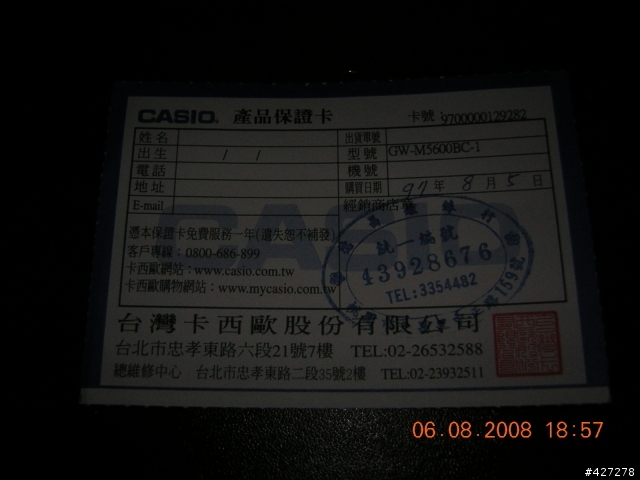 CASIO 產品保證卡 卡號:9700000129282
姓名 出貨單號
出生 / / 型號 GW-M5600BC-1
電話 機號
地址 購買日期 97年8月5日
E-mail 經銷商店章
憑本保證卡免費服務一年(遺失恕不補發)
客戶專線:0800-686-899
卡西歐網站:www.casio.com.tw
卡西歐購物網站:www.mycasio.com.tw
CASIO
統一編號
43928676
TEL:3354482
159號
台灣卡西歐股份有限公司
台北市忠孝東路六段21號7樓 TEL:02-26532588
總維修中心 台北市忠孝東路二段35號2樓 TEL:02-23932511
06.08.2008 18:57
#427278